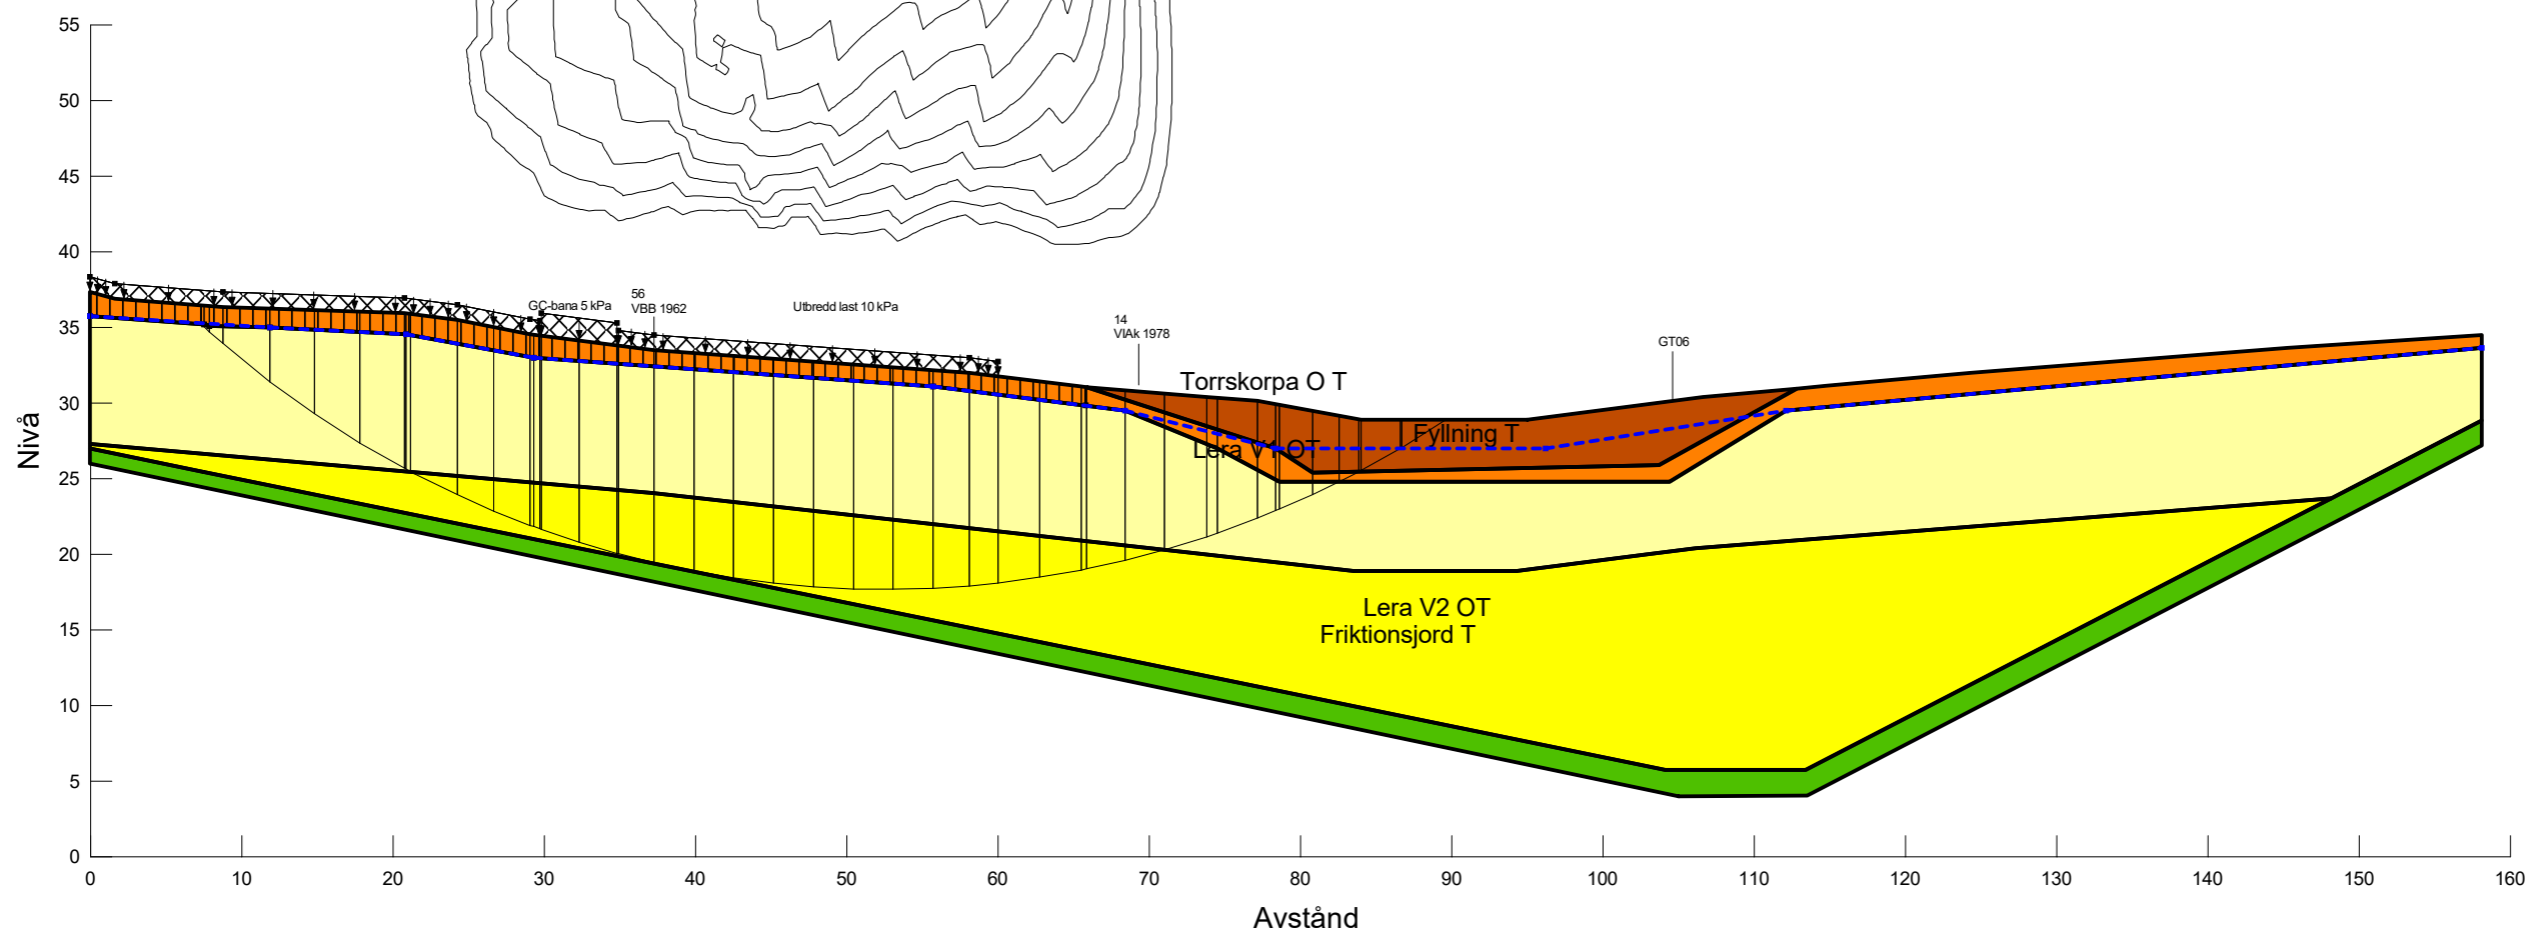 55
50
45
40
35
30
25
20
15
10
5
0
Nivå
GC-bana 5 kPa
56
VBB 1962
Utbredd last 10 kPa
14
VIAk 1978
GT06
Torrskorpa O T
Fyllning T
Lera V1 OT
Lera V2 OT
Friktionsjord T
0 10 20 30 40 50 60 70 80 90 100 110 120 130 140 150 160
Avstånd